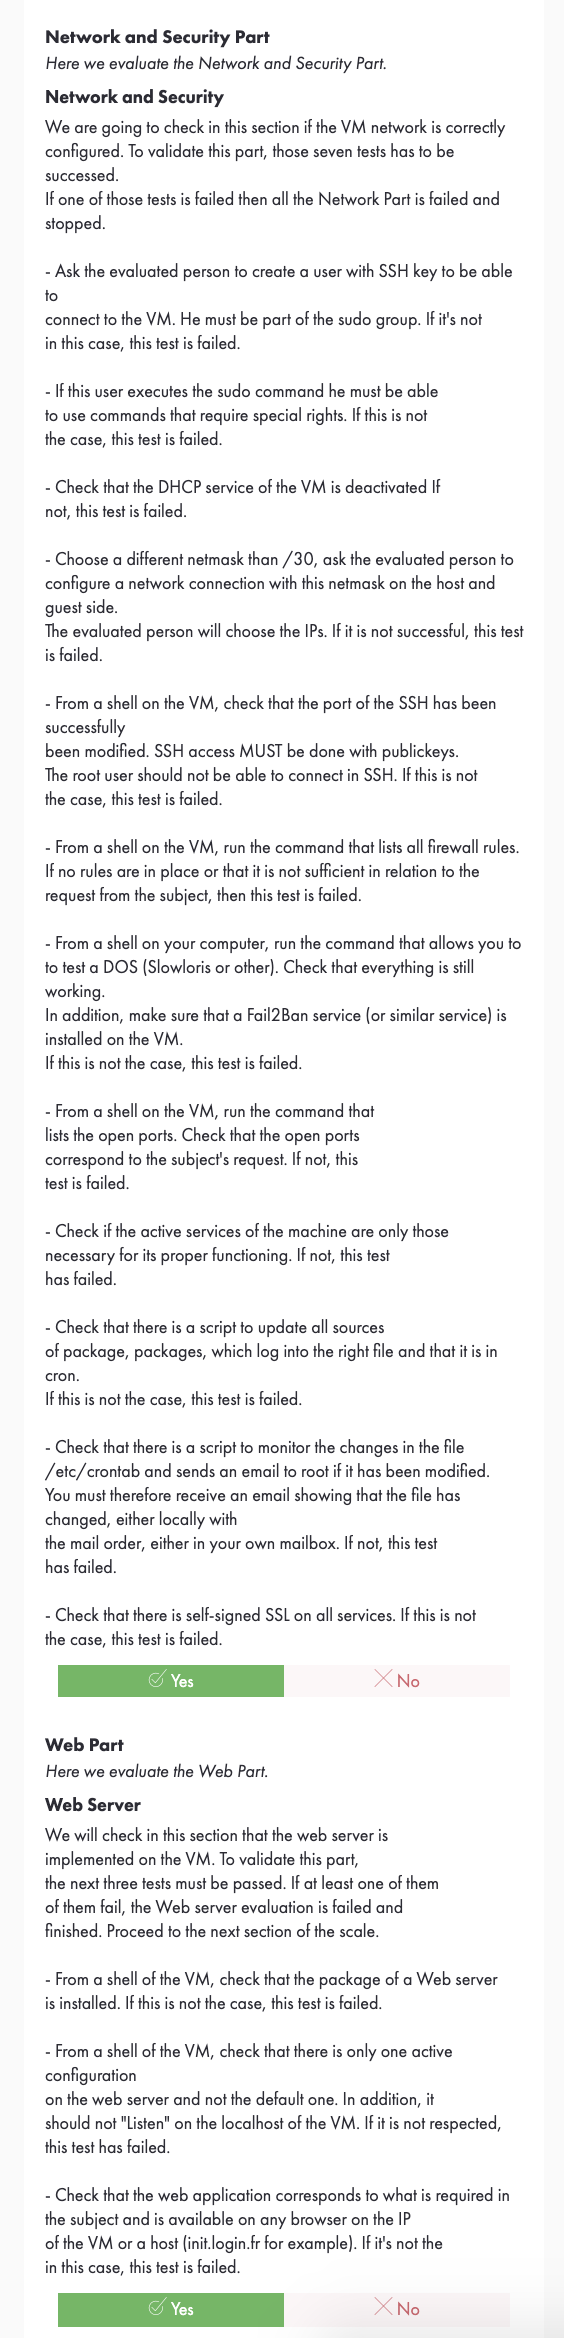 Network and Security Part
Here we evaluate the Network and Security Part.
Network and Security
We are going to check in this section if the VM network is correctly
configured. To validate this part, those seven tests has to be
successed.
If one of those tests is failed then all the Network Part is failed and
stopped.
- Ask the evaluated person to create a user with SSH key to be able
to
connect to the VM. He must be part of the sudo group. If it's not
in this case, this test is failed.
- If this user executes the sudo command he must be able
to use commands that require special rights. If this is not
the case, this test is failed.
- Check that the DHCP service of the VM is deactivated If
not, this test is failed.
- Choose a different netmask than /30, ask the evaluated person to
configure a network connection with this netmask on the host and
guest side.
The evaluated person will choose the IPs. If it is not successful, this test
is failed.
- From a shell on the VM, check that the port of the SSH has been
successfully
been modified. SSH access MUST be done with publickeys.
The root user should not be able to connect in SSH. If this is not
the case, this test is failed.
- From a shell on the VM, run the command that lists all firewall rules.
If no rules are in place or that it is not sufficient in relation to the
request from the subject, then this test is failed.
- From a shell on your computer, run the command that allows you to
to test a DOS (Slowloris or other). Check that everything is still
working.
In addition, make sure that a Fail2Ban service (or similar service) is
installed on the VM.
If this is not the case, this test is failed.
- From a shell on the VM, run the command that
lists the open ports. Check that the open ports
correspond to the subject's request. If not, this
test is failed.
- Check if the active services of the machine are only those
necessary for its proper functioning. If not, this test
has failed.
- Check that there is a script to update all sources
of package, packages, which log into the right file and that it is in
cron.
If this is not the case, this test is failed.
- Check that there is a script to monitor the changes in the file
/etc/crontab and sends an email to root if it has been modified.
You must therefore receive an email showing that the file has
changed, either locally with
the mail order, either in your own mailbox. If not, this test
has failed.
- Check that there is self-signed SSL on all services. If this is not
the case, this test is failed.
Yes No
Web Part
Here we evaluate the Web Part.
Web Server
We will check in this section that the web server is
implemented on the VM. To validate this part,
the next three tests must be passed. If at least one of them
of them fail, the Web server evaluation is failed and
finished. Proceed to the next section of the scale.
- From a shell of the VM, check that the package of a Web server
is installed. If this is not the case, this test is failed.
- From a shell of the VM, check that there is only one active
configuration
on the web server and not the default one. In addition, it
should not "Listen" on the localhost of the VM. If it is not respected,
this test has failed.
- Check that the web application corresponds to what is required in
the subject and is available on any browser on the IP
of the VM or a host (init.login.fr for example). If it's not the
in this case, this test is failed.
Yes No